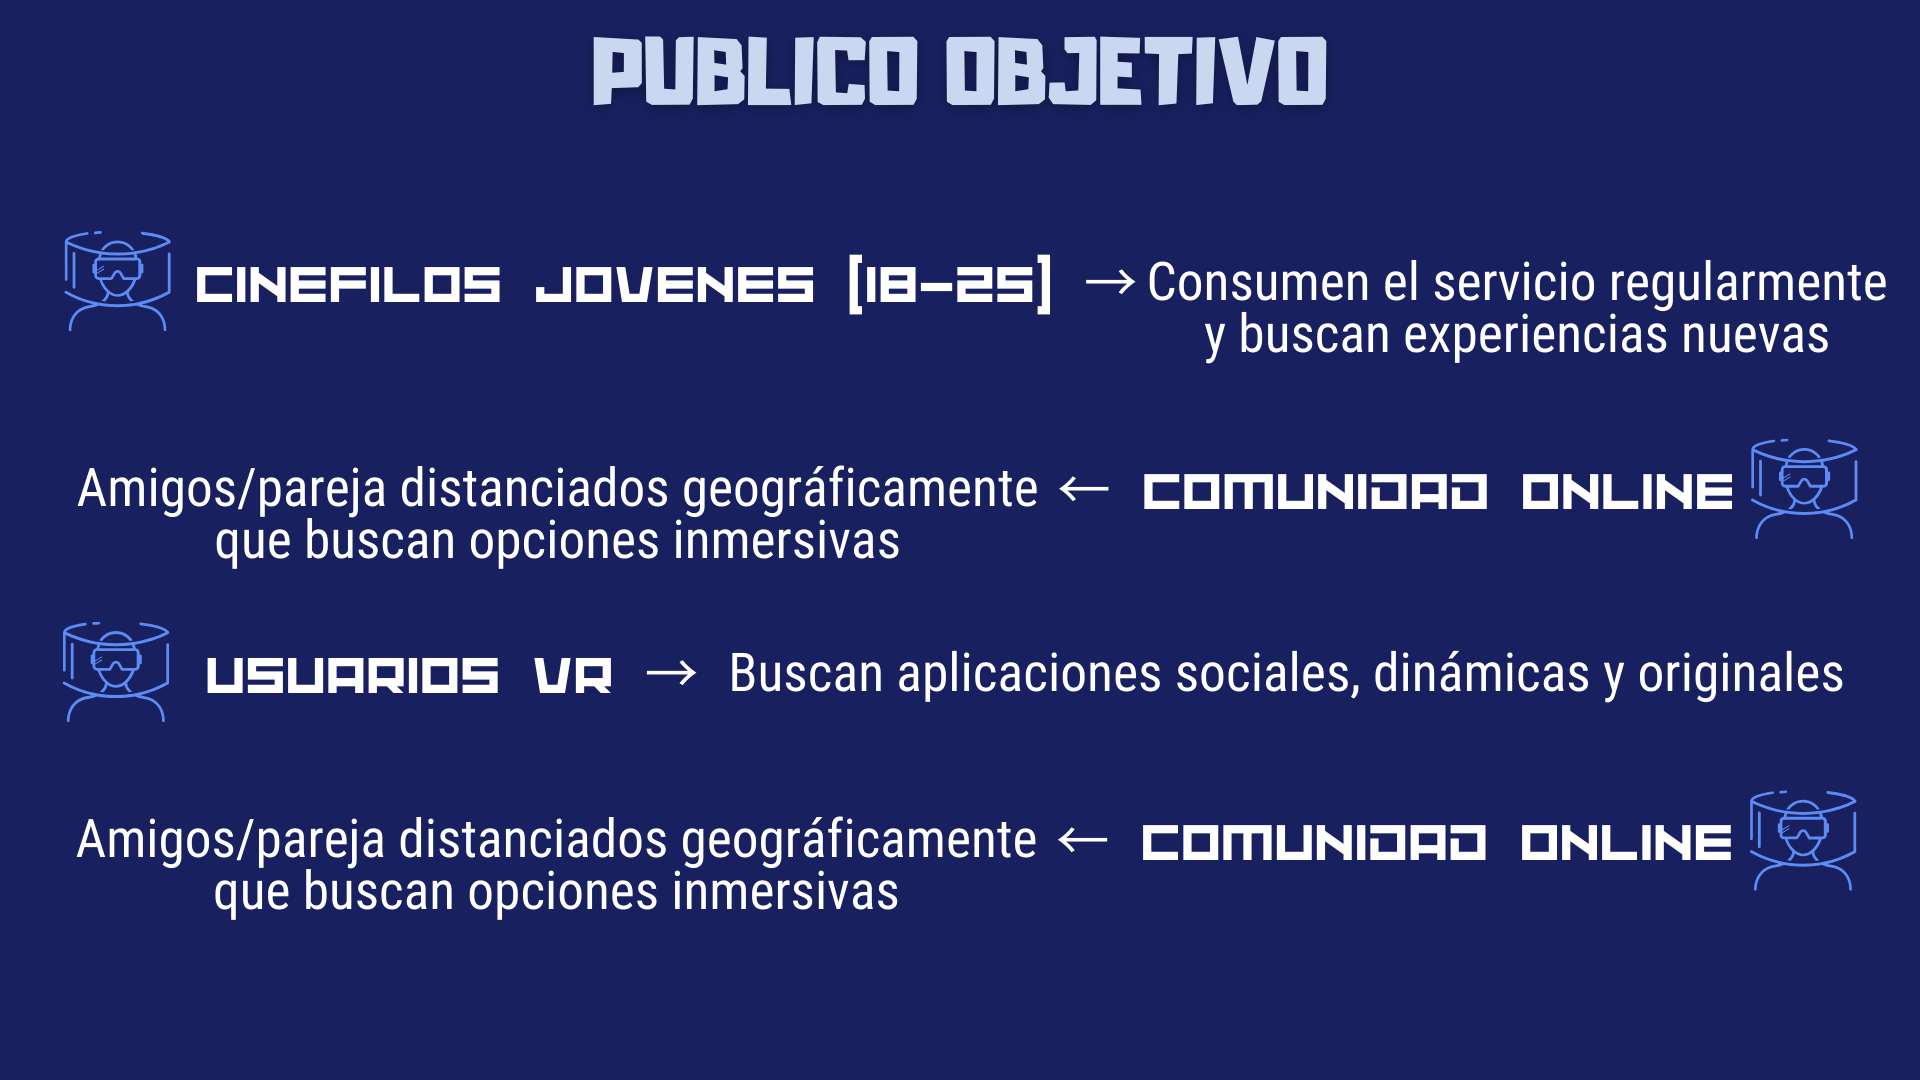 PUBLICO OBJETIVO
CINEFILOS JOVENES [18-25] → Consumen el servicio regularmente
y buscan experiencias nuevas
Amigos/pareja distanciados geográficamente ← COMUNIDAD ONLINE
que buscan opciones inmersivas
USUARIOS VR → Buscan aplicaciones sociales, dinámicas y originales
Amigos/pareja distanciados geográficamente ← COMUNIDAD ONLINE
que buscan opciones inmersivas